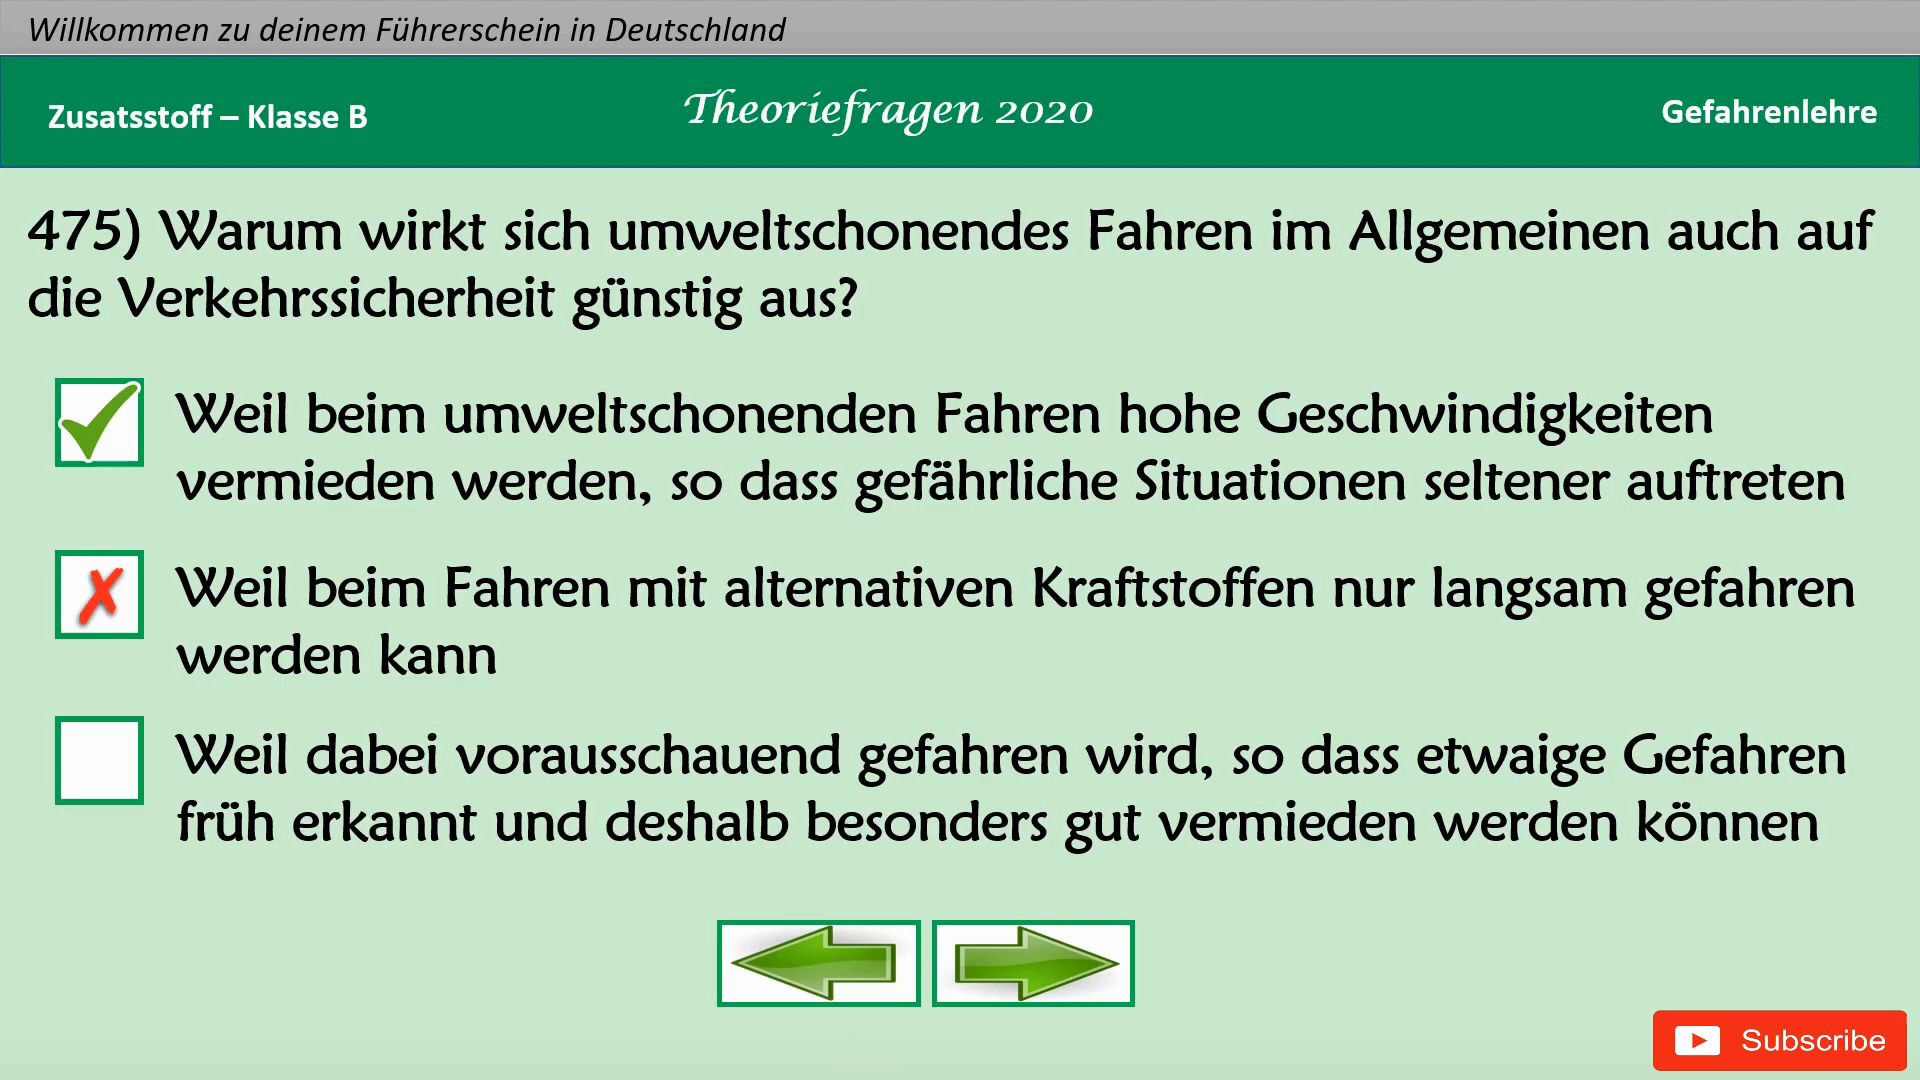 Willkommen zu deinem Führerschein in Deutschland
Zusatsstoff – Klasse B
Theoriefragen 2020
Gefahrenlehre
475) Warum wirkt sich umweltschonendes Fahren im Allgemeinen auch auf
die Verkehrssicherheit günstig aus?
Weil beim umweltschonenden Fahren hohe Geschwindigkeiten
vermieden werden, so dass gefährliche Situationen seltener auftreten
Weil beim Fahren mit alternativen Kraftstoffen nur langsam gefahren
werden kann
Weil dabei vorausschauend gefahren wird, so dass etwaige Gefahren
früh erkannt und deshalb besonders gut vermieden werden können
Subscribe